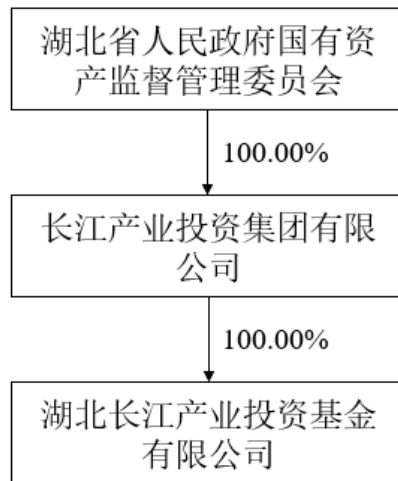 湖北省人民政府国有资
产监督管理委员会
100.00%
长江产业投资集团有限
公司
100.00%
湖北长江产业投资基金
有限公司